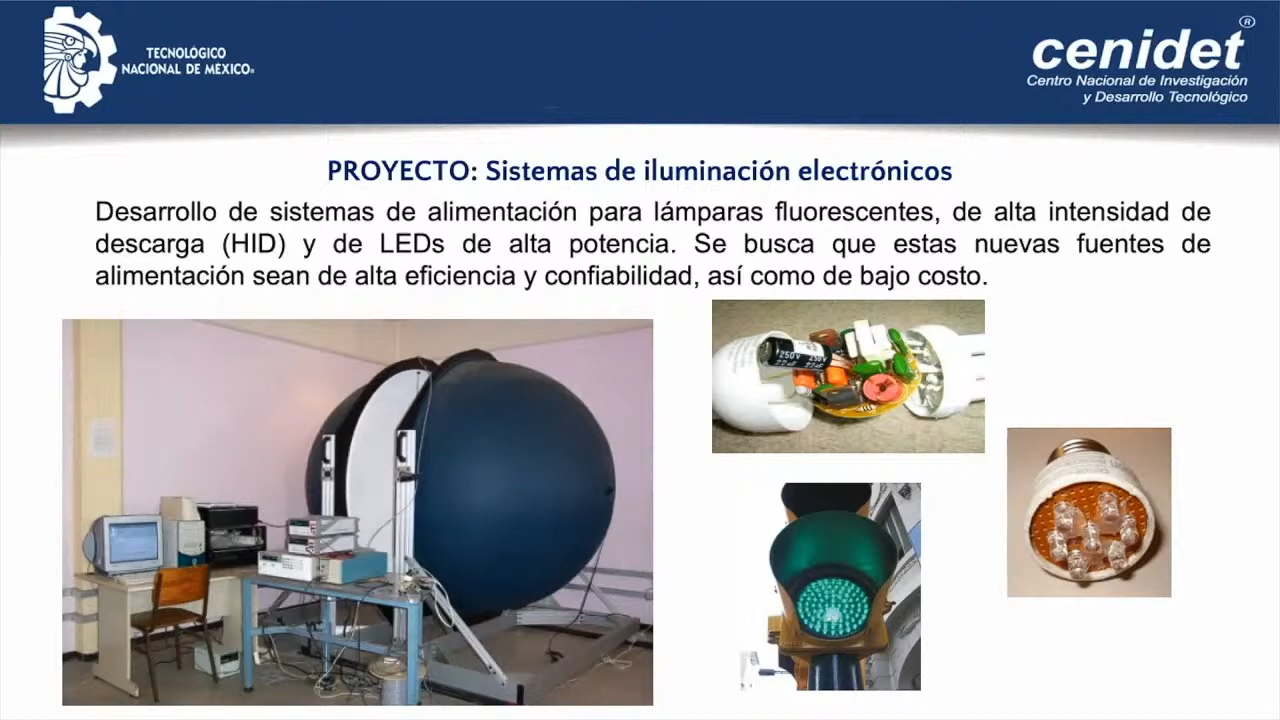 TECNOLÓGICO
NACIONAL DE MÉXICO®
cenidet®
Centro Nacional de Investigación
y Desarrollo Tecnológico
PROYECTO: Sistemas de iluminación electrónicos
Desarrollo de sistemas de alimentación para lámparas fluorescentes, de alta intensidad de
descarga (HID) y de LEDs de alta potencia. Se busca que estas nuevas fuentes de
alimentación sean de alta eficiencia y confiabilidad, así como de bajo costo.
250V 250V